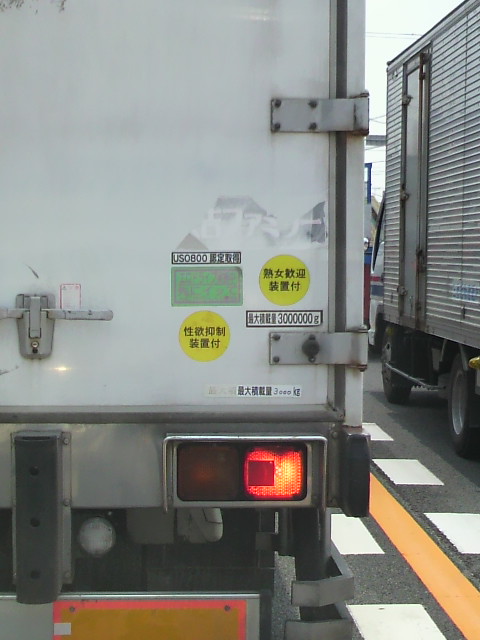 USO800 認定取得
熟女歓迎
装置付
最大積載量 3000000g
性欲抑制
装置付
最大積載量 3000 kg